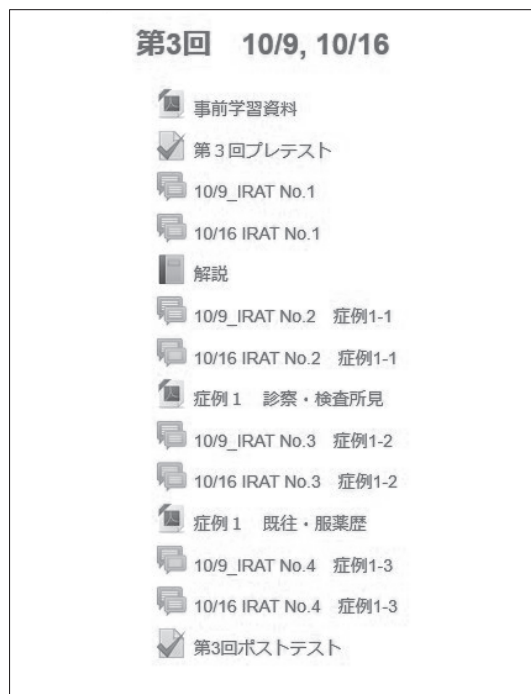 第3回　10/9, 10/16
事前学習資料
第３回プレテスト
10/9_IRAT No.1
10/16 IRAT No.1
解説
10/9_IRAT No.2　症例1-1
10/16 IRAT No.2　症例1-1
症例１　診察・検査所見
10/9_IRAT No.3　症例1-2
10/16 IRAT No.3　症例1-2
症例１　既往・服薬歴
10/9_IRAT No.4　症例1-3
10/16 IRAT No.4　症例1-3
第3回ポストテスト